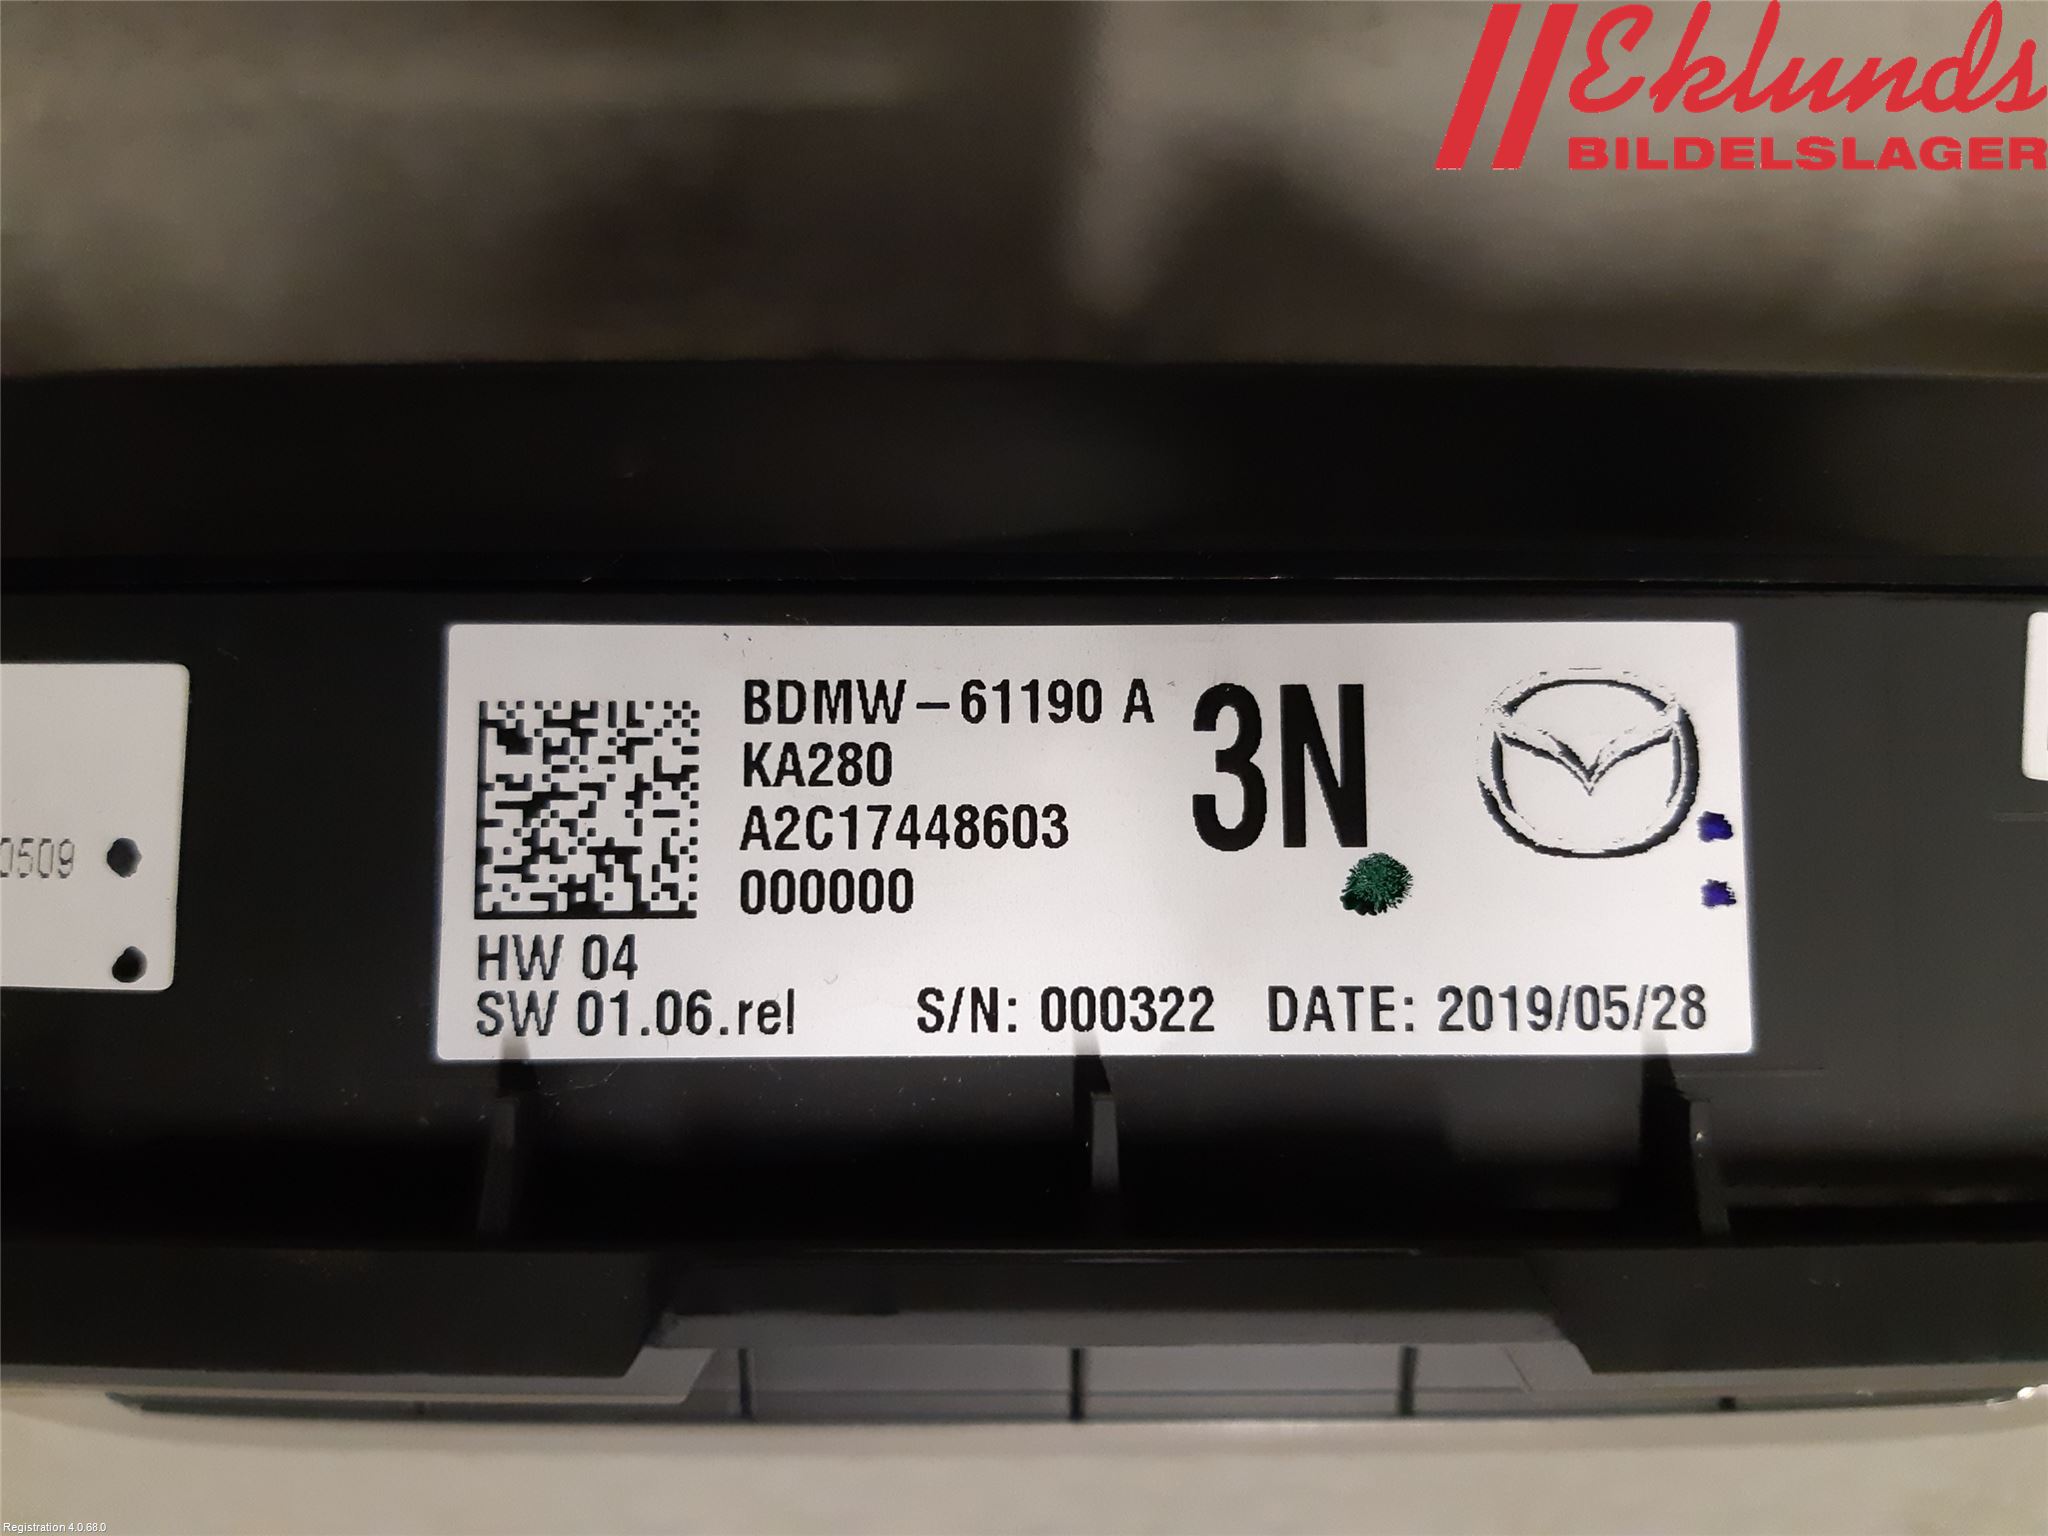 Eklunds
BILDELSLAGER
BDMW-61190 A
KA280
A2C17448603
000000
3N
HW 04
SW 01.06.rel
S/N: 000322
DATE: 2019/05/28
0509
Registration 4.0.68.0